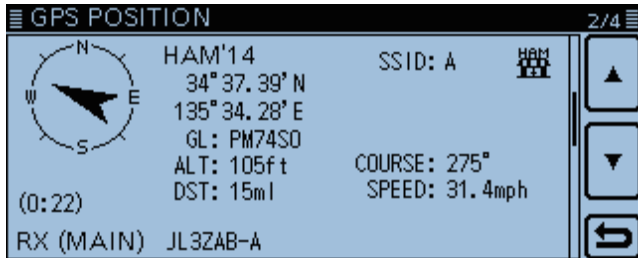 GPS POSITION 2/4
N
W E
S
HAM'14 SSID: A HAM
34°37.39'N
135°34.28'E
GL: PM74SO
ALT: 105ft COURSE: 275°
DST: 15ml SPEED: 31.4mph
(0:22)
RX (MAIN) JL3ZAB-A